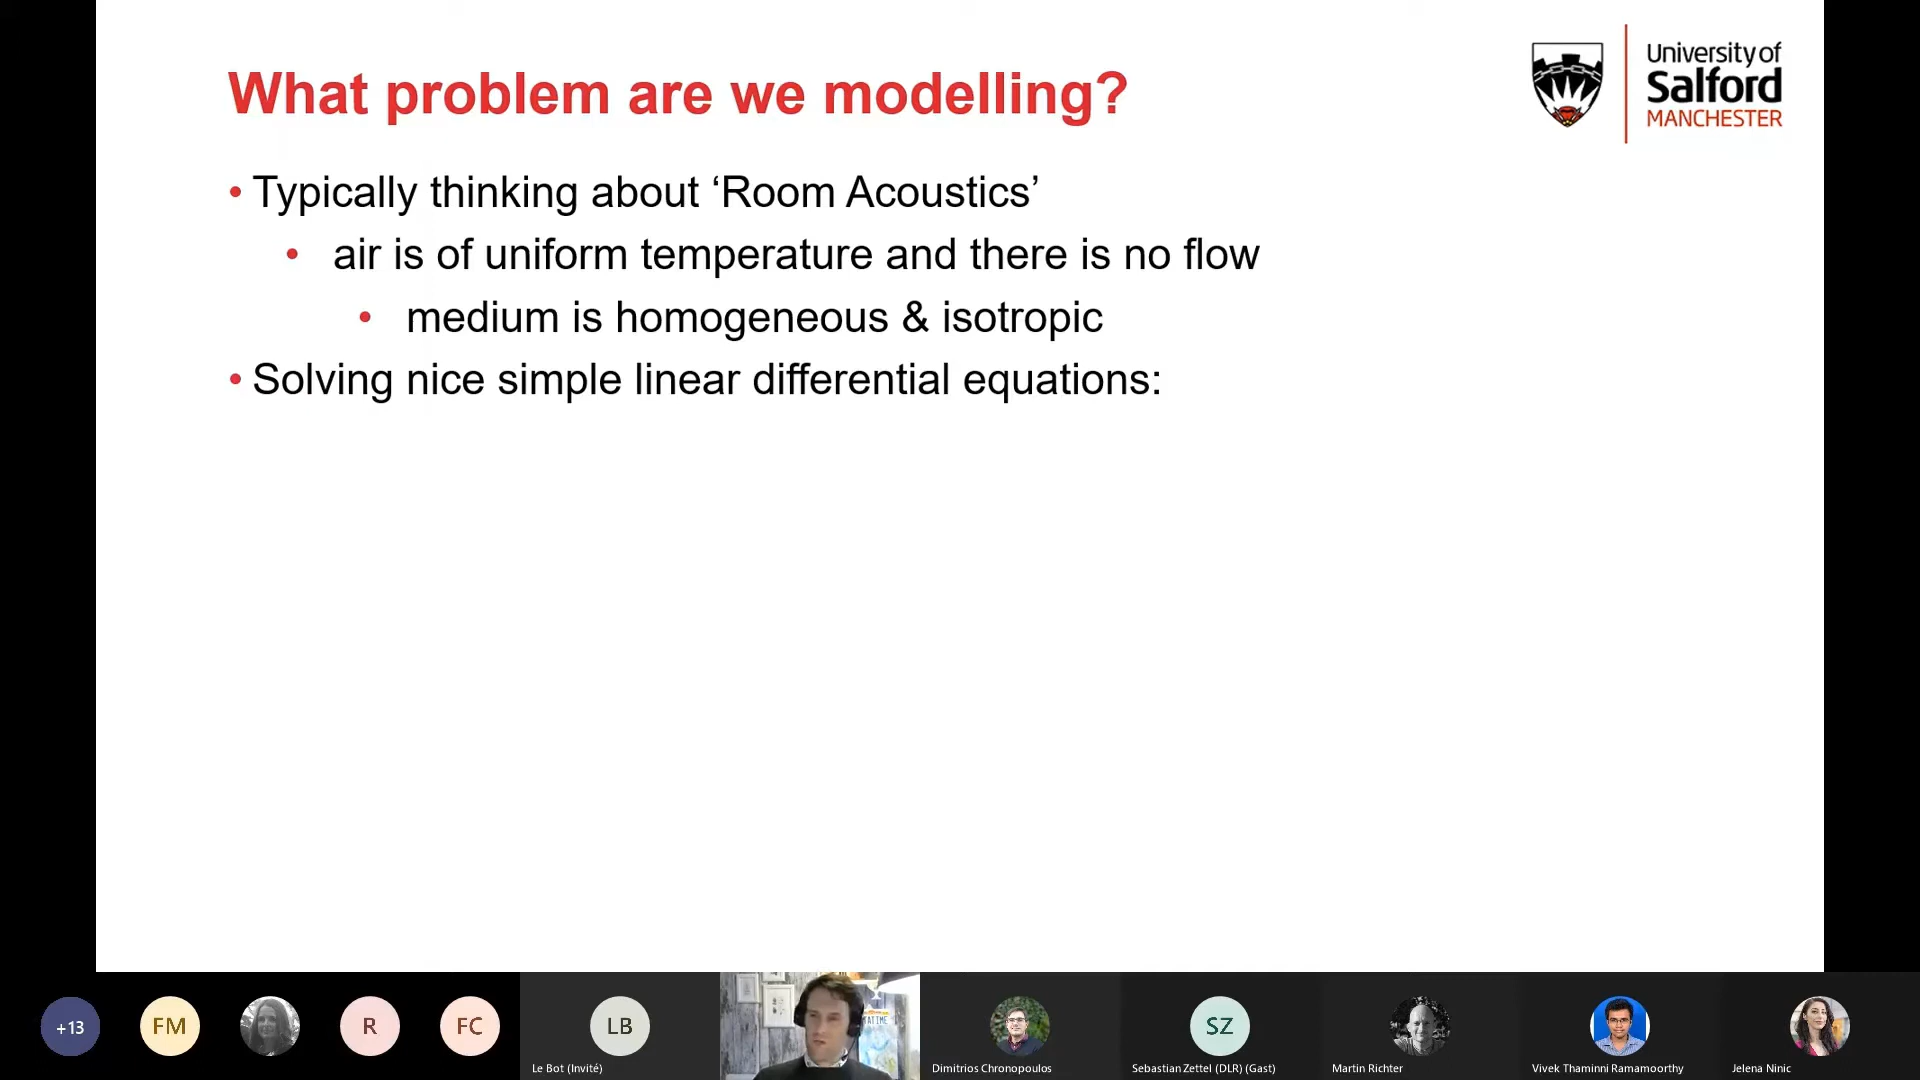 What problem are we modelling?
University of
Salford
MANCHESTER
• Typically thinking about ‘Room Acoustics’
• air is of uniform temperature and there is no flow
• medium is homogeneous & isotropic
• Solving nice simple linear differential equations:
+13
FM
R
FC
LB
SZ
Le Bot (Invité)
Dimitrios Chronopoulos
Sebastian Zettel (DLR) (Gast)
Martin Richter
Vivek Thaminni Ramamoorthy
Jelena Ninic